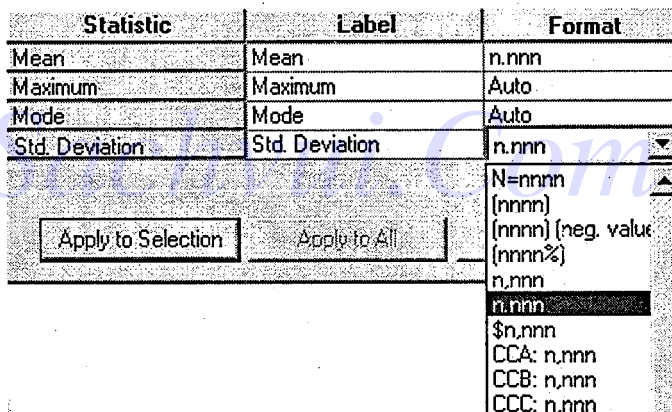 Statistic Label Format
Mean Mean n.nnn
Maximum Maximum Auto
Mode Mode Auto
Std. Deviation Std. Deviation n.nnn
N=nnnn
(nnnn)
(nnnn) (neg. value
Apply to Selection Apply to All (nnnn%)
n,nnn
n.nnn
$n,nnn
CCA: n,nnn
CCB: n,nnn
CCC: n,nnn
Sachvui.Com